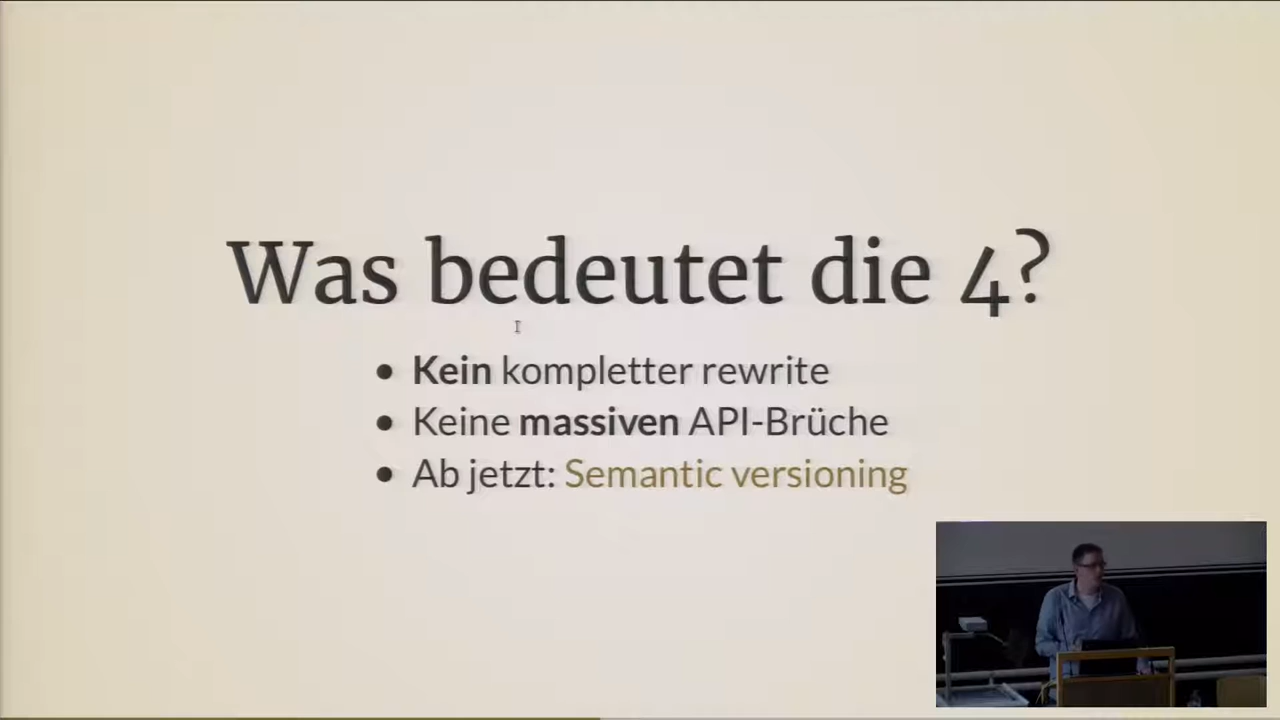 Was bedeutet die 4?
Kein kompletter rewrite
Keine massiven API-Brüche
Ab jetzt: Semantic versioning